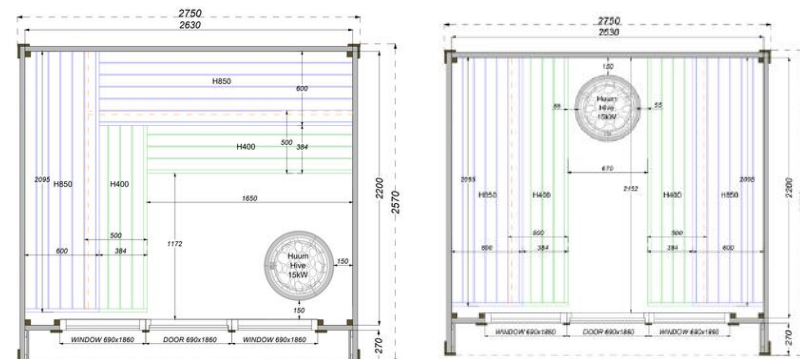 2750
2630
H850
600
500
384
H400
2095
H850
H400
1650
2200
2570
500
600
384
1172
Huum
Hive
15kW
150
150
WINDOW 690x1860
DOOR 690x1860
WINDOW 690x1860
270
2750
2630
150
Huum
Hive
15kW
55
55
670
2095
2152
2095
2200
H850
H400
H400
H850
500
500
600
384
384
600
WINDOW 690x1860
DOOR 690x1860
WINDOW 690x1860
270